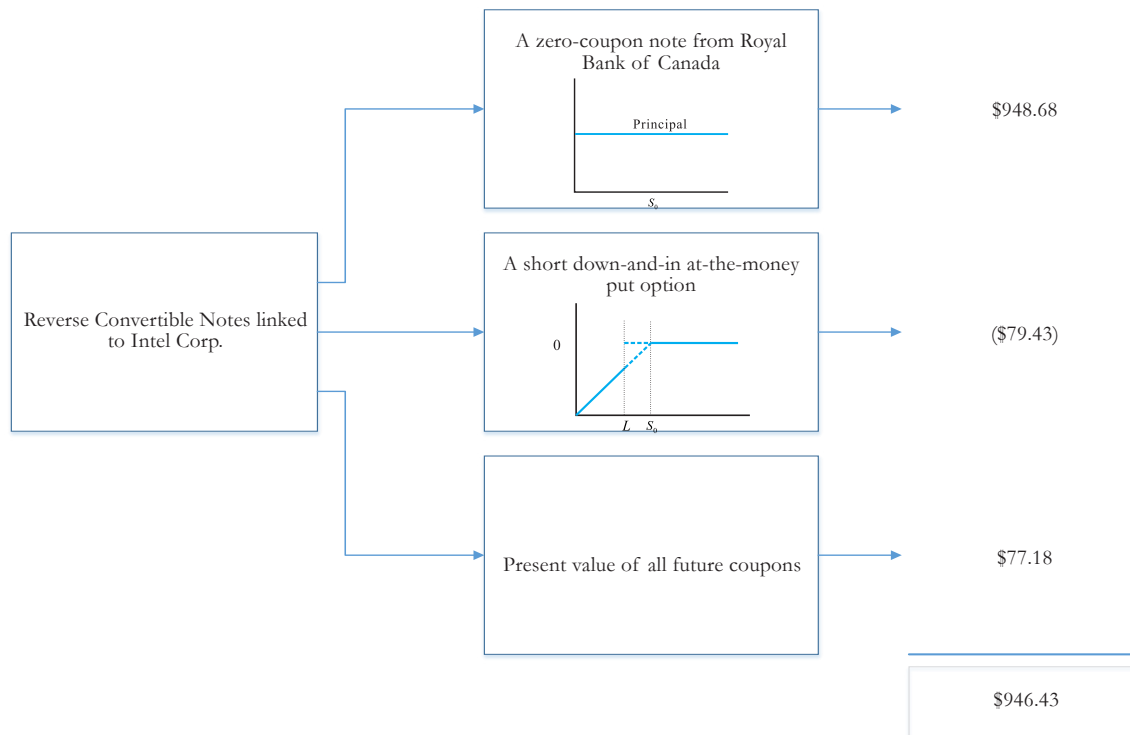 A zero-coupon note from Royal
Bank of Canada
Principal
S₀
$948.68
Reverse Convertible Notes linked
to Intel Corp.
A short down-and-in at-the-money
put option
0
L S₀
($79.43)
Present value of all future coupons
$77.18
$946.43